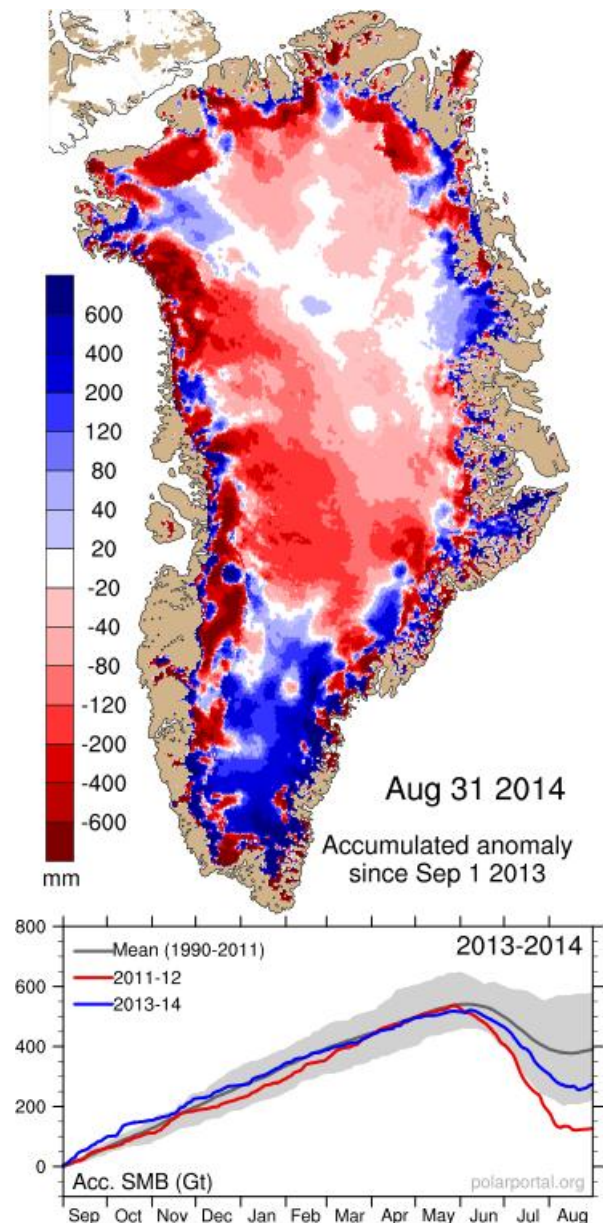 600
400
200
120
80
40
20
-20
-40
-80
-120
-200
-400
-600
mm
Aug 31 2014
Accumulated anomaly
since Sep 1 2013
800
600
400
200
0
Mean (1990-2011)
2011-12
2013-14
2013-2014
Acc. SMB (Gt)
polarportal.org
Sep Oct Nov Dec Jan Feb Mar Apr May Jun Jul Aug